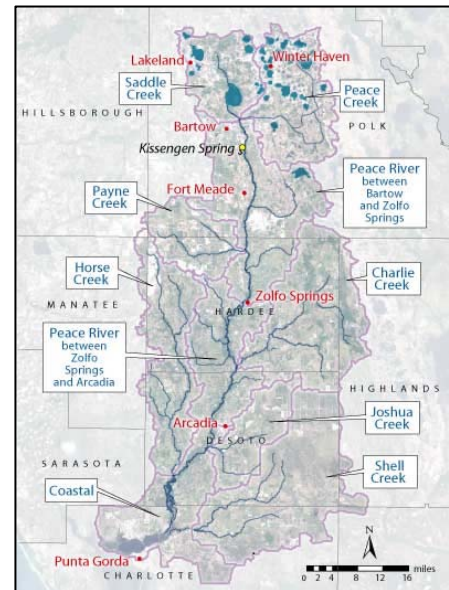 Lakeland
Winter Haven
Saddle
Creek
Peace
Creek
HILLSBOROUGH
Bartow
POLK
Kissengen Spring
Payne
Creek
Fort Meade
Peace River
between
Bartow
and Zolfo
Springs
Horse
Creek
Charlie
Creek
MANATEE
Zolfo Springs
HARDEE
Peace River
between
Zolfo
Springs
and Arcadia
HIGHLANDS
Joshua
Creek
Arcadia
DESOTO
SARASOTA
Shell
Creek
Coastal
N
Punta Gorda
miles
0 2 4 8 12 16
CHARLOTTE